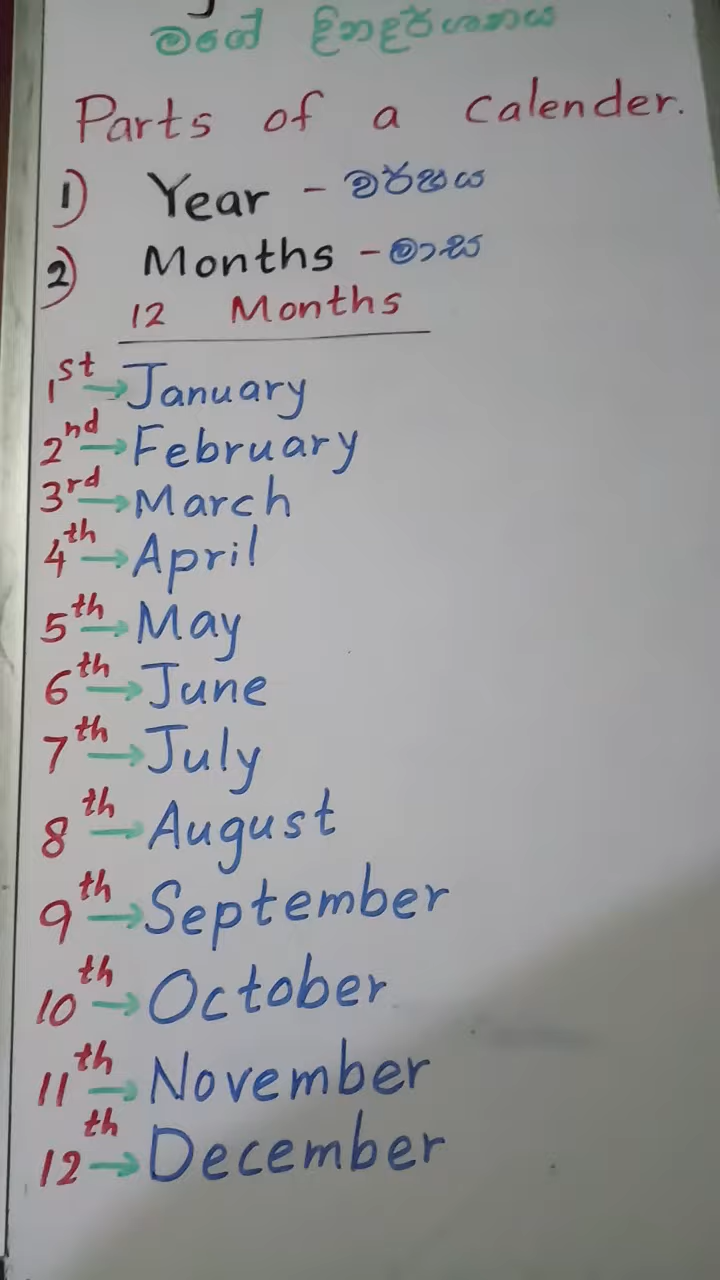 මගේ දිනදර්ශනය
Parts of a Calender.
1) Year - වර්ෂය
2) Months - මාස
12 Months
1st → January
2nd → February
3rd → March
4th → April
5th → May
6th → June
7th → July
8th → August
9th → September
10th → October
11th → November
12th → December